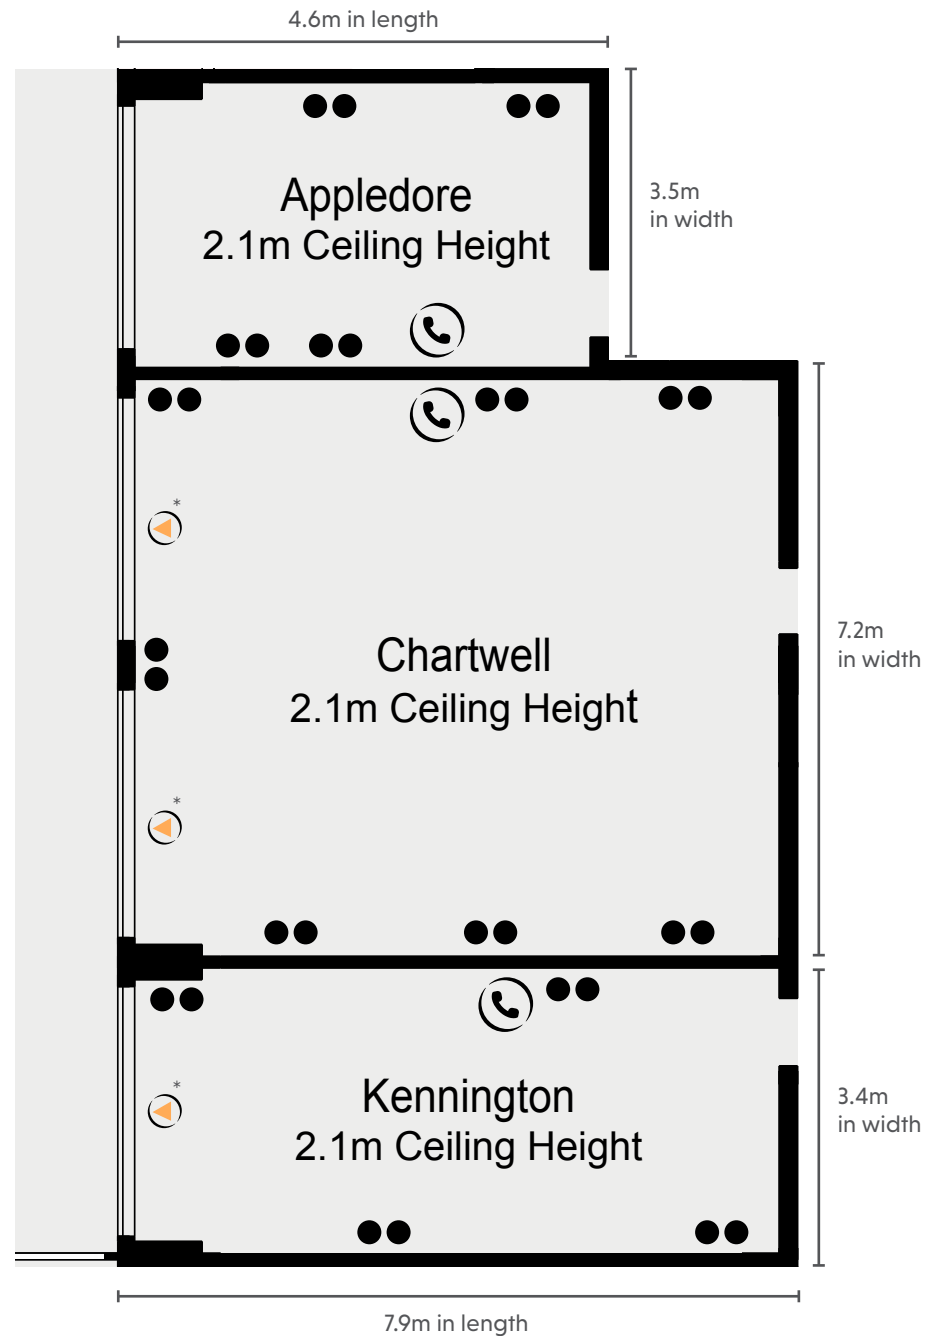 4.6m in length
3.5m
in width
Appledore
2.1m Ceiling Height
*
7.2m
in width
Chartwell
2.1m Ceiling Height
*
*
3.4m
in width
Kennington
2.1m Ceiling Height
7.9m in length